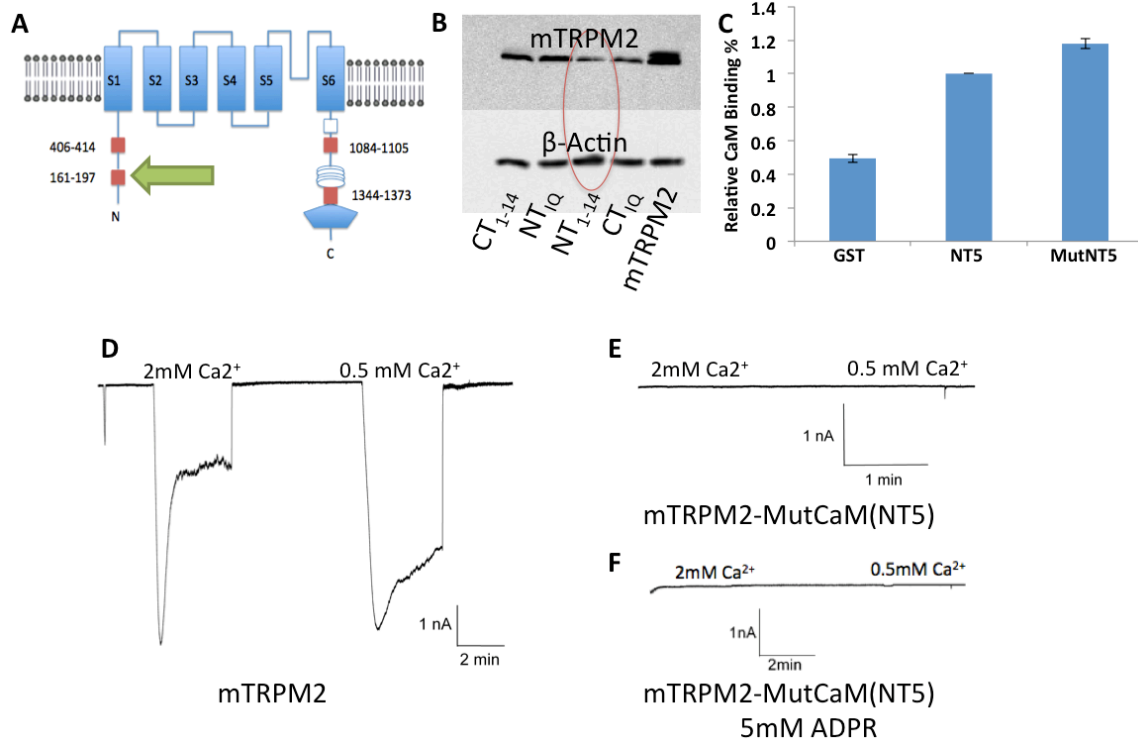 A
S1
S2
S3
S4
S5
S6
406-414
161-197
N
1084-1105
1344-1373
C
B
mTRPM2
β-Actin
CT1-14
NTIQ
NT1-14
CTIQ
mTRPM2
C
Relative CaM Binding %
1.4
1.2
1
0.8
0.6
0.4
0.2
0
GST
NT5
MutNT5
D
2mM Ca2+
0.5 mM Ca2+
1 nA
2 min
mTRPM2
E
2mM Ca2+
0.5 mM Ca2+
1 nA
1 min
mTRPM2-MutCaM(NT5)
F
2mM Ca2+
0.5mM Ca2+
1nA
2min
mTRPM2-MutCaM(NT5)
5mM ADPR